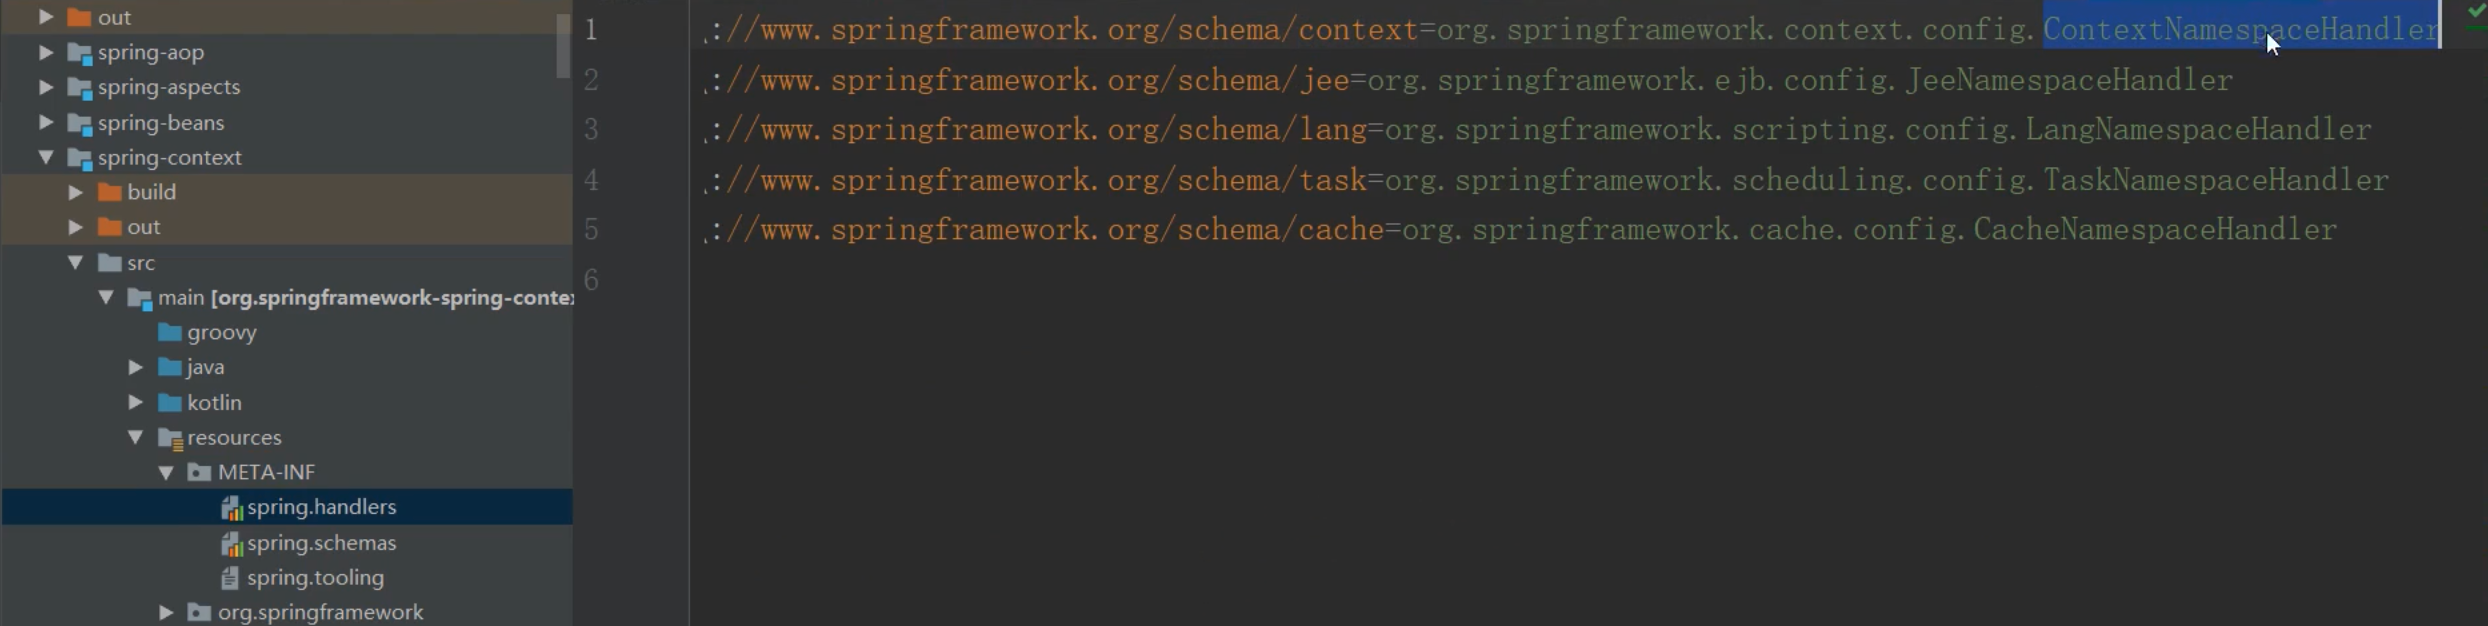 out
spring-aop
spring-aspects
spring-beans
spring-context
build
out
src
main [org.springframework-spring-contex
groovy
java
kotlin
resources
META-INF
spring.handlers
spring.schemas
spring.tooling
org.springframework
1 ://www.springframework.org/schema/context=org.springframework.context.config.ContextNamespaceHandler
2 ://www.springframework.org/schema/jee=org.springframework.ejb.config.JeeNamespaceHandler
3 ://www.springframework.org/schema/lang=org.springframework.scripting.config.LangNamespaceHandler
4 ://www.springframework.org/schema/task=org.springframework.scheduling.config.TaskNamespaceHandler
5 ://www.springframework.org/schema/cache=org.springframework.cache.config.CacheNamespaceHandler
6